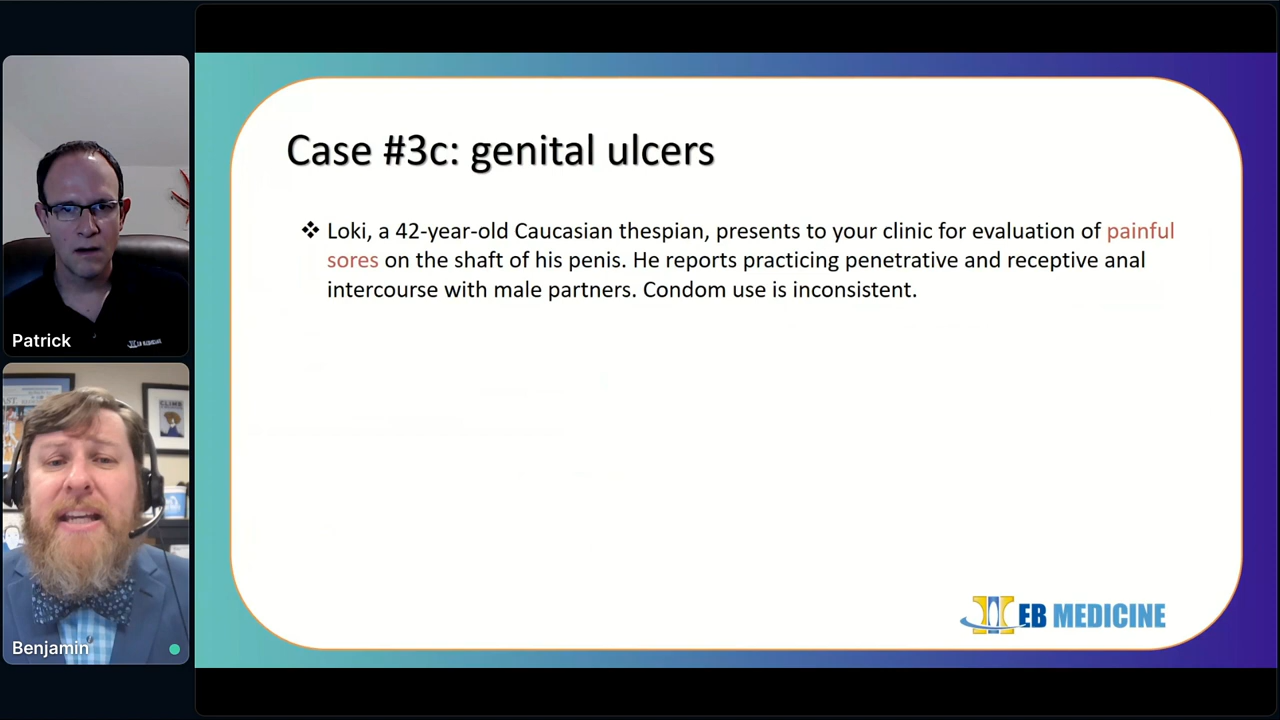 Case #3c: genital ulcers
❖ Loki, a 42-year-old Caucasian thespian, presents to your clinic for evaluation of painful
sores on the shaft of his penis. He reports practicing penetrative and receptive anal
intercourse with male partners. Condom use is inconsistent.
EB MEDICINE
Patrick
EB MEDICINE
Benjamin